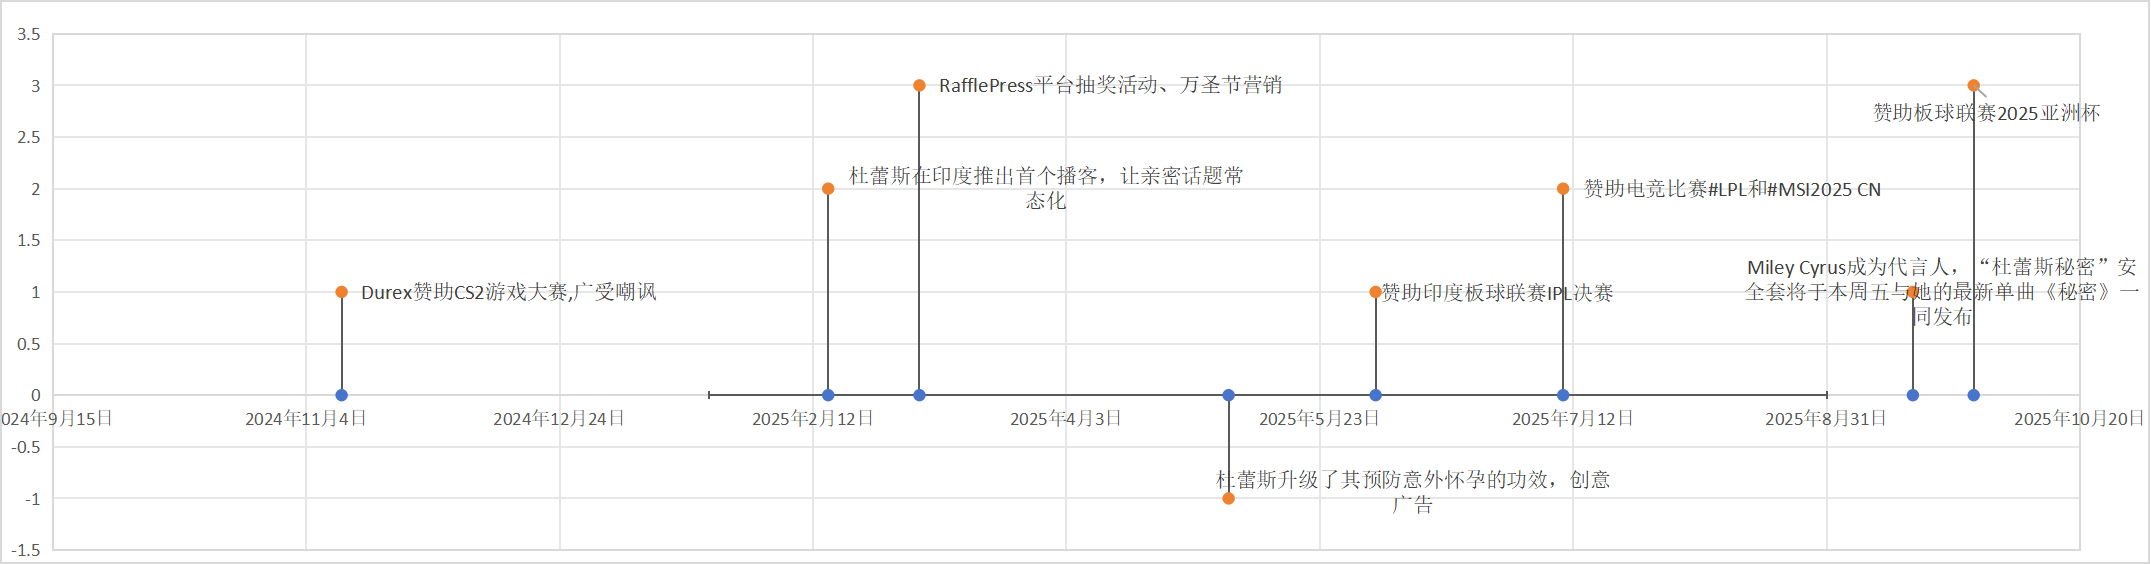 3.5
3
RafflePress平台抽奖活动、万圣节营销
赞助板球联赛2025亚洲杯
2.5
杜蕾斯在印度推出首个播客，让亲密话题常
态化
2
赞助电竞比赛#LPL和#MSI2025 CN
1.5
Miley Cyrus成为代言人，“杜蕾斯秘密”安
全套将于本周五与她的最新单曲《秘密》一
同发布
1
Durex赞助CS2游戏大赛,广受嘲讽
赞助印度板球联赛IPL决赛
0.5
0
024年9月15日
2024年11月4日
2024年12月24日
2025年2月12日
2025年4月3日
2025年5月23日
2025年7月12日
2025年8月31日
2025年10月20日
-0.5
杜蕾斯升级了其预防意外怀孕的功效，创意
广告
-1
-1.5